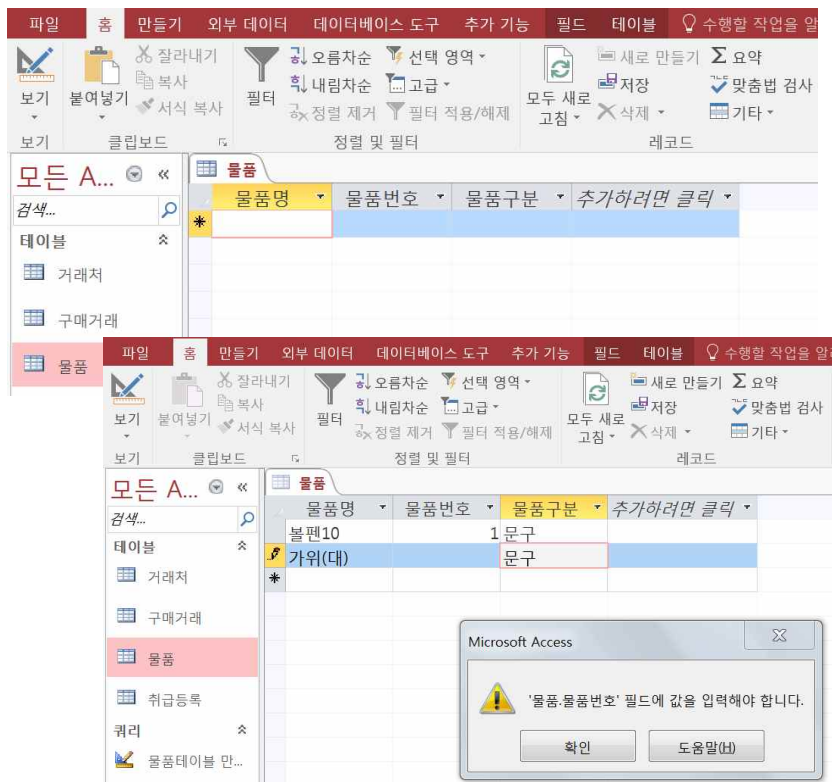 파일 홈 만들기 외부 데이터 데이터베이스 도구 추가 기능 필드 테이블 수행할 작업을 알
잘라내기 오름차순 선택 영역 새로 만들기 Σ 요약
복사 내림차순 고급 저장 맞춤법 검사
보기 붙여넣기 서식 복사 필터 정렬 제거 필터 적용/해제 모두 새로 고침 삭제 기타
보기 클립보드 정렬 및 필터 레코드
모든 A... «
검색...
테이블
거래처
구매거래
물품
물품
물품명 물품번호 물품구분 추가하려면 클릭
*
파일 홈 만들기 외부 데이터 데이터베이스 도구 추가 기능 필드 테이블 수행할 작업을 알
잘라내기 오름차순 선택 영역 새로 만들기 Σ 요약
복사 내림차순 고급 저장 맞춤법 검사
보기 붙여넣기 서식 복사 필터 정렬 제거 필터 적용/해제 모두 새로 고침 삭제 기타
보기 클립보드 정렬 및 필터 레코드
모든 A... «
검색...
테이블
거래처
구매거래
물품
취급등록
쿼리
물품테이블 만...
물품
물품명 물품번호 물품구분 추가하려면 클릭
볼펜10 1 문구
가위(대) 문구
*
Microsoft Access
'물품.물품번호' 필드에 값을 입력해야 합니다.
확인 도움말(H)